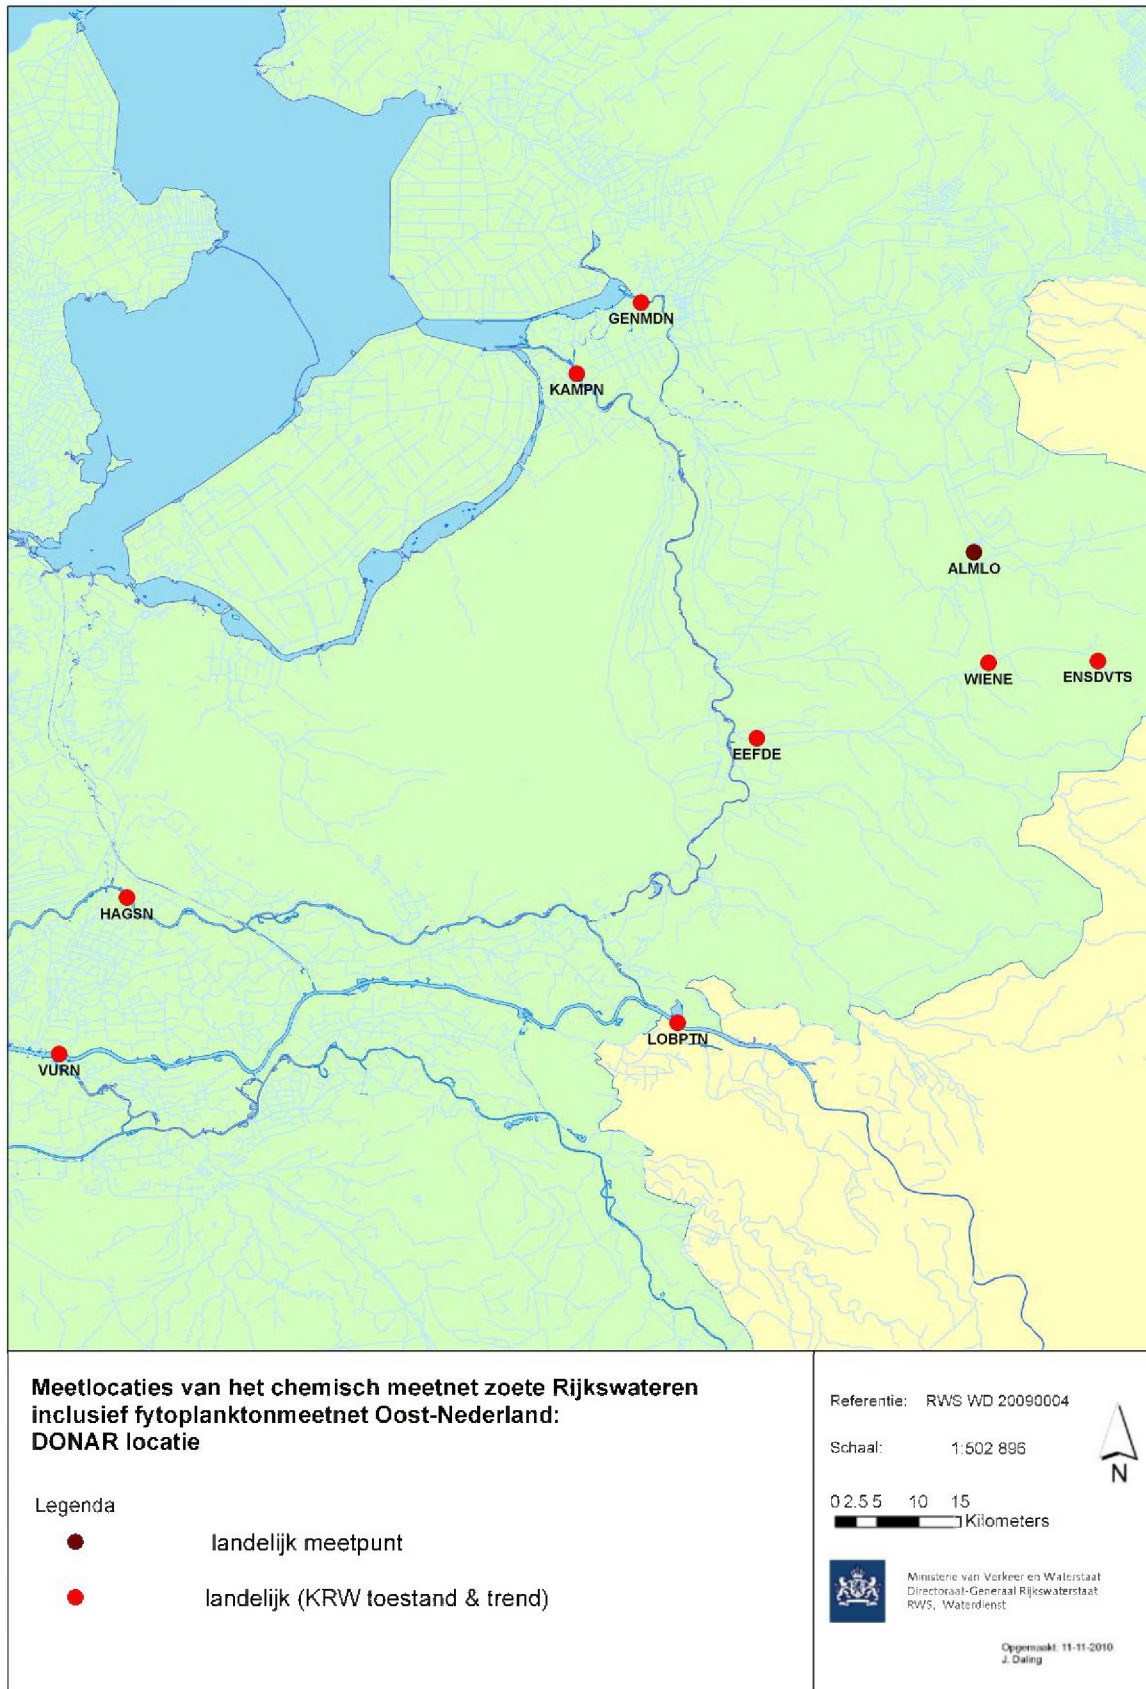 GENMDN
KAMPN
ALMLO
WIENE
ENSDVTS
EEFDE
HAGSN
LOBPTN
VURN
Meetlocaties van het chemisch meetnet zoete Rijkswateren
inclusief fytoplanktonmeetnet Oost-Nederland:
DONAR locatie
Legenda
landelijk meetpunt
landelijk (KRW toestand & trend)
Referentie: RWS WD 20090004
Schaal: 1:502 896
N
0 2.5 5 10 15
Kilometers
Ministerie van Verkeer en Waterstaat
Directoraat-Generaal Rijkswaterstaat
RWS, Waterdienst
Opgemaakt: 11-11-2010
J. Daling